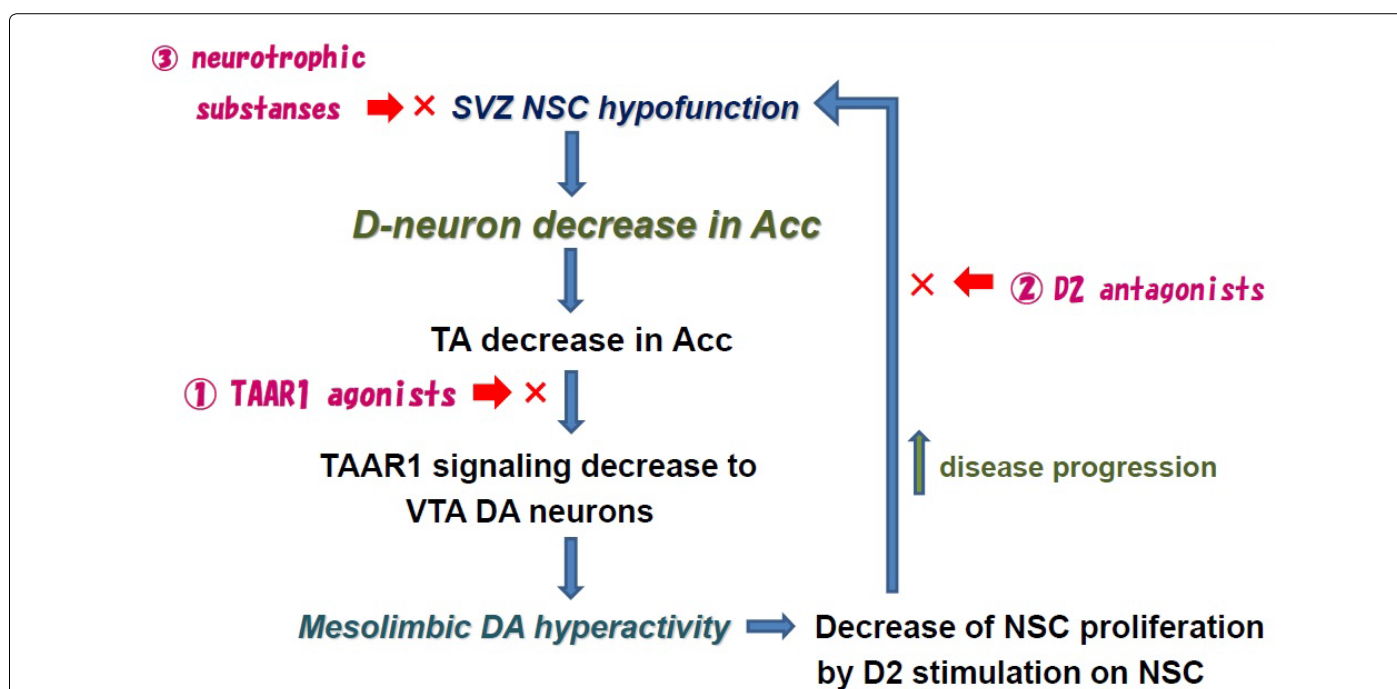 ③ neurotrophic
substanses → × SVZ NSC hypofunction
D-neuron decrease in Acc
× ← ② D2 antagonists
TA decrease in Acc
① TAAR1 agonists → ×
TAAR1 signaling decrease to
VTA DA neurons
disease progression
Mesolimbic DA hyperactivity
Decrease of NSC proliferation
by D2 stimulation on NSC